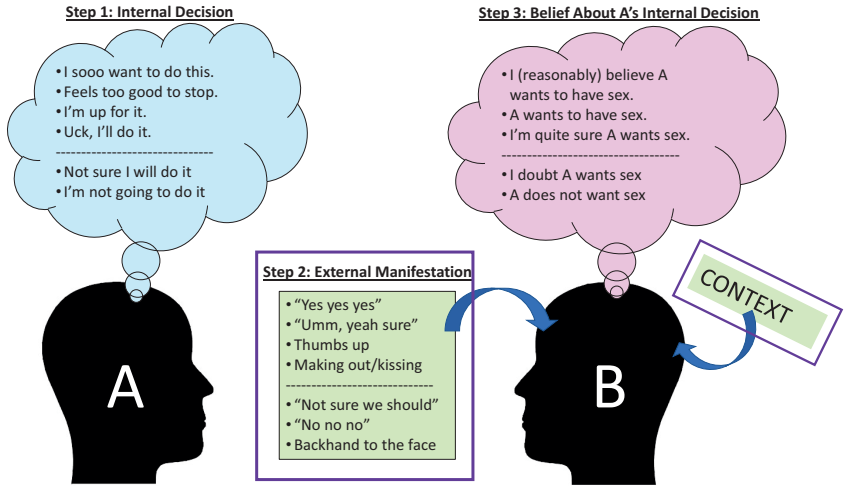 Step 1: Internal Decision
• I sooo want to do this.
• Feels too good to stop.
• I'm up for it.
• Uck, I'll do it.
--------------------------------
• Not sure I will do it
• I'm not going to do it
A
Step 2: External Manifestation
• "Yes yes yes"
• "Umm, yeah sure"
• Thumbs up
• Making out/kissing
------------------------------
• "Not sure we should"
• "No no no"
• Backhand to the face
Step 3: Belief About A's Internal Decision
• I (reasonably) believe A
wants to have sex.
• A wants to have sex.
• I'm quite sure A wants sex.
------------------------------------
• I doubt A wants sex
• A does not want sex
CONTEXT
B